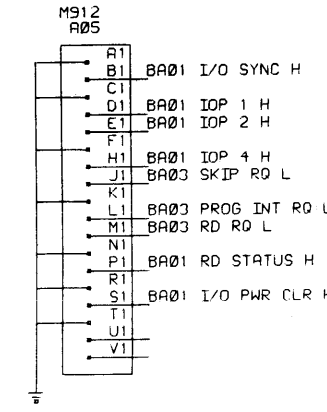 M912
A05
A1
B1 BA01 I/O SYNC H
C1
D1 BA01 IOP 1 H
E1 BA01 IOP 2 H
F1
H1 BA01 IOP 4 H
J1 BA03 SKIP RQ L
K1
L1 BA03 PROG INT RQ L
M1 BA03 RD RQ L
N1
P1 BA01 RD STATUS H
R1
S1 BA01 I/O PWR CLR H
T1
U1
V1